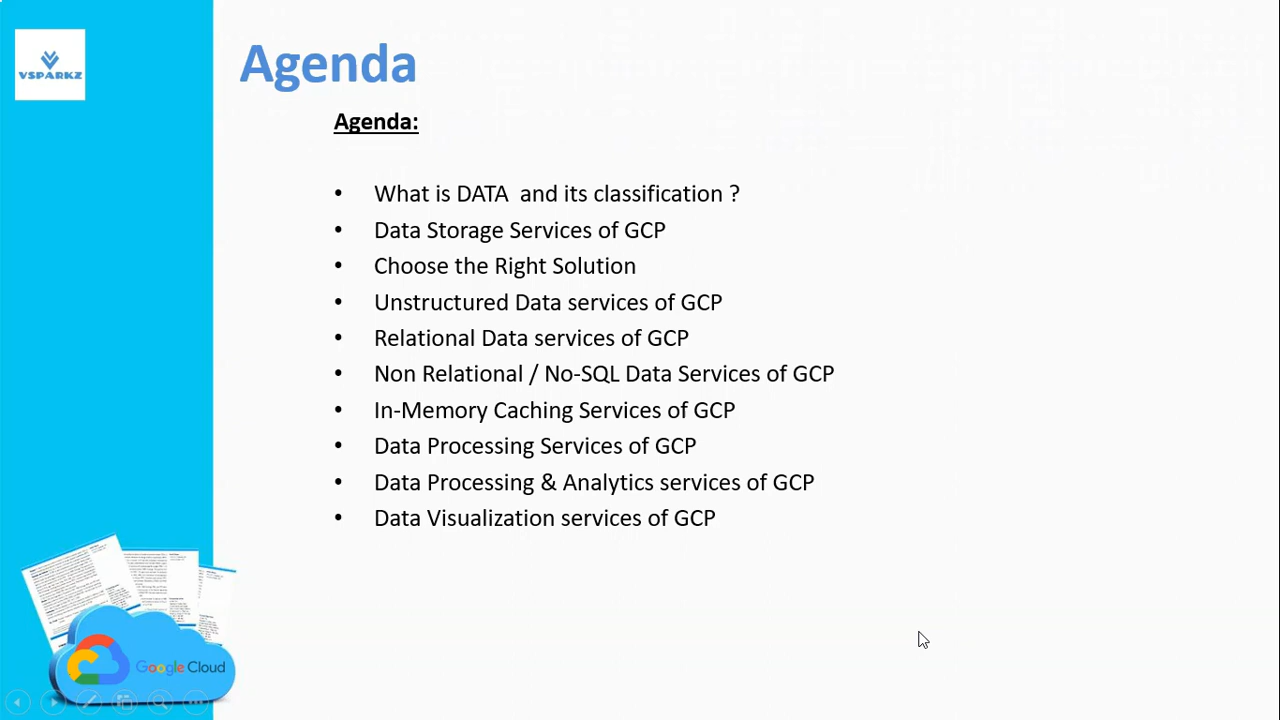 VSPARKZ
Agenda
Agenda:
• What is DATA  and its classification ?
• Data Storage Services of GCP
• Choose the Right Solution
• Unstructured Data services of GCP
• Relational Data services of GCP
• Non Relational / No-SQL Data Services of GCP
• In-Memory Caching Services of GCP
• Data Processing Services of GCP
• Data Processing & Analytics services of GCP
• Data Visualization services of GCP
Google Cloud